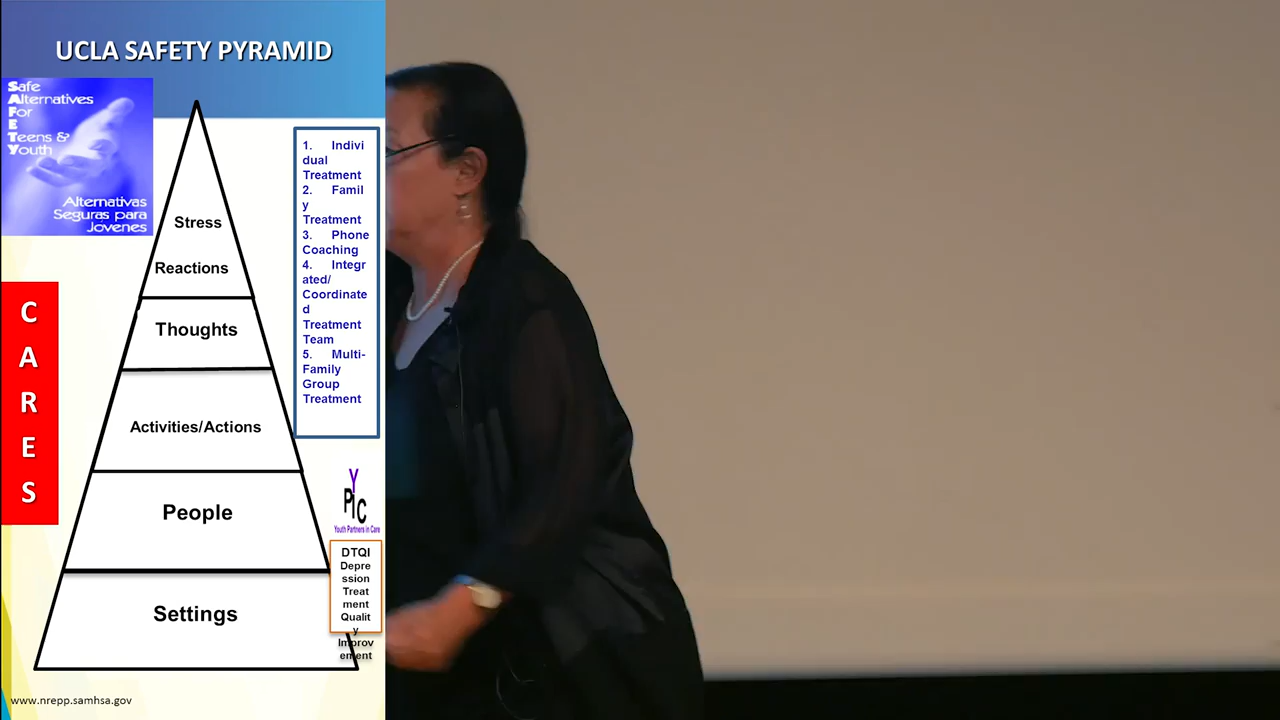 UCLA SAFETY PYRAMID
Safe
Alternatives
For
E
Teens &
Youth
Alternativas
Seguras para
Jovenes
C
A
R
E
S
Stress
Reactions
Thoughts
Activities/Actions
People
Settings
1. Indivi
dual
Treatment
2. Famil
y
Treatment
3. Phone
Coaching
4. Integr
ated/
Coordinate
d
Treatment
Team
5. Multi-
Family
Group
Treatment
Y
PIC
Youth Partners in Care
DTQI
Depre
ssion
Treat
ment
Qualit
y
Improv
ement
www.nrepp.samhsa.gov